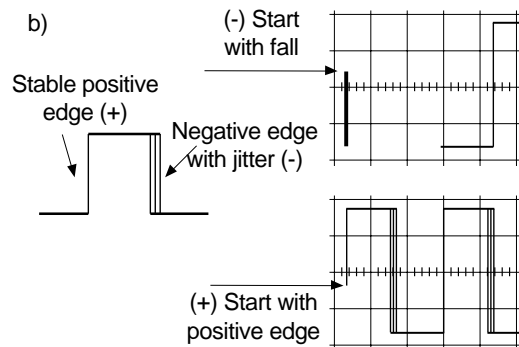 b)
(-) Start
with fall
Stable positive
edge (+)
Negative edge
with jitter (-)
(+) Start with
positive edge